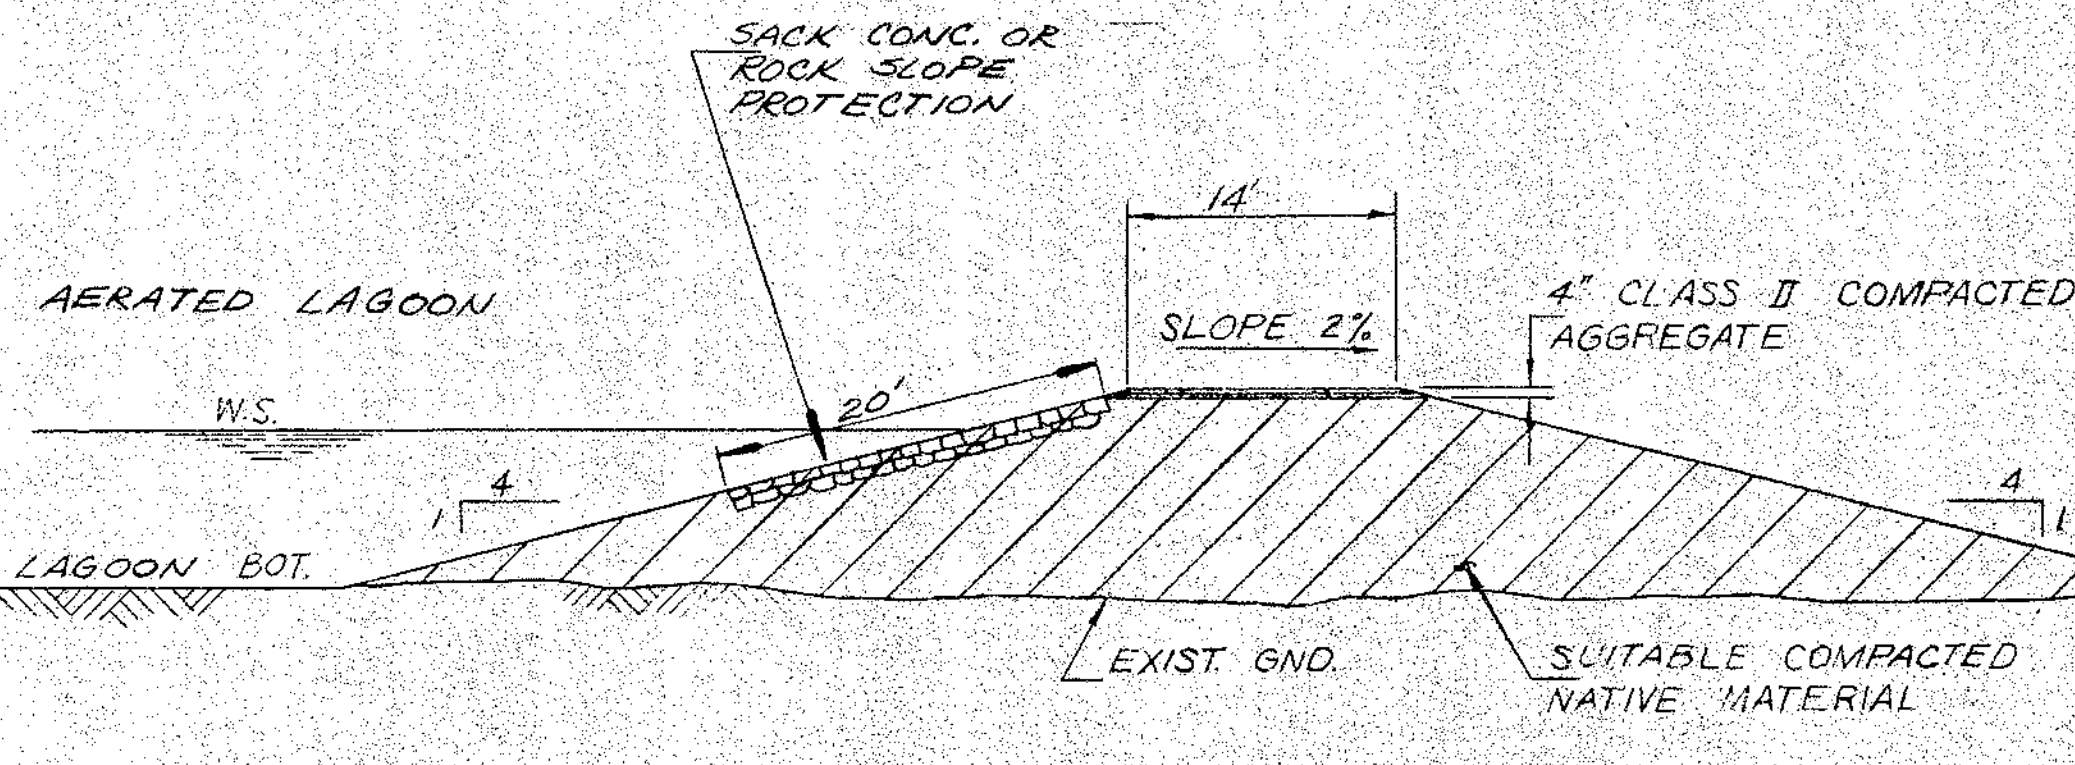 SACK CONC. OR
ROCK SLOPE
PROTECTION
14'
AERATED LAGOON
4" CLASS II COMPACTED
AGGREGATE
SLOPE 2%
20'
W.S.
4
1
4
1
LAGOON BOT.
EXIST. GND.
SUITABLE COMPACTED
NATIVE MATERIAL